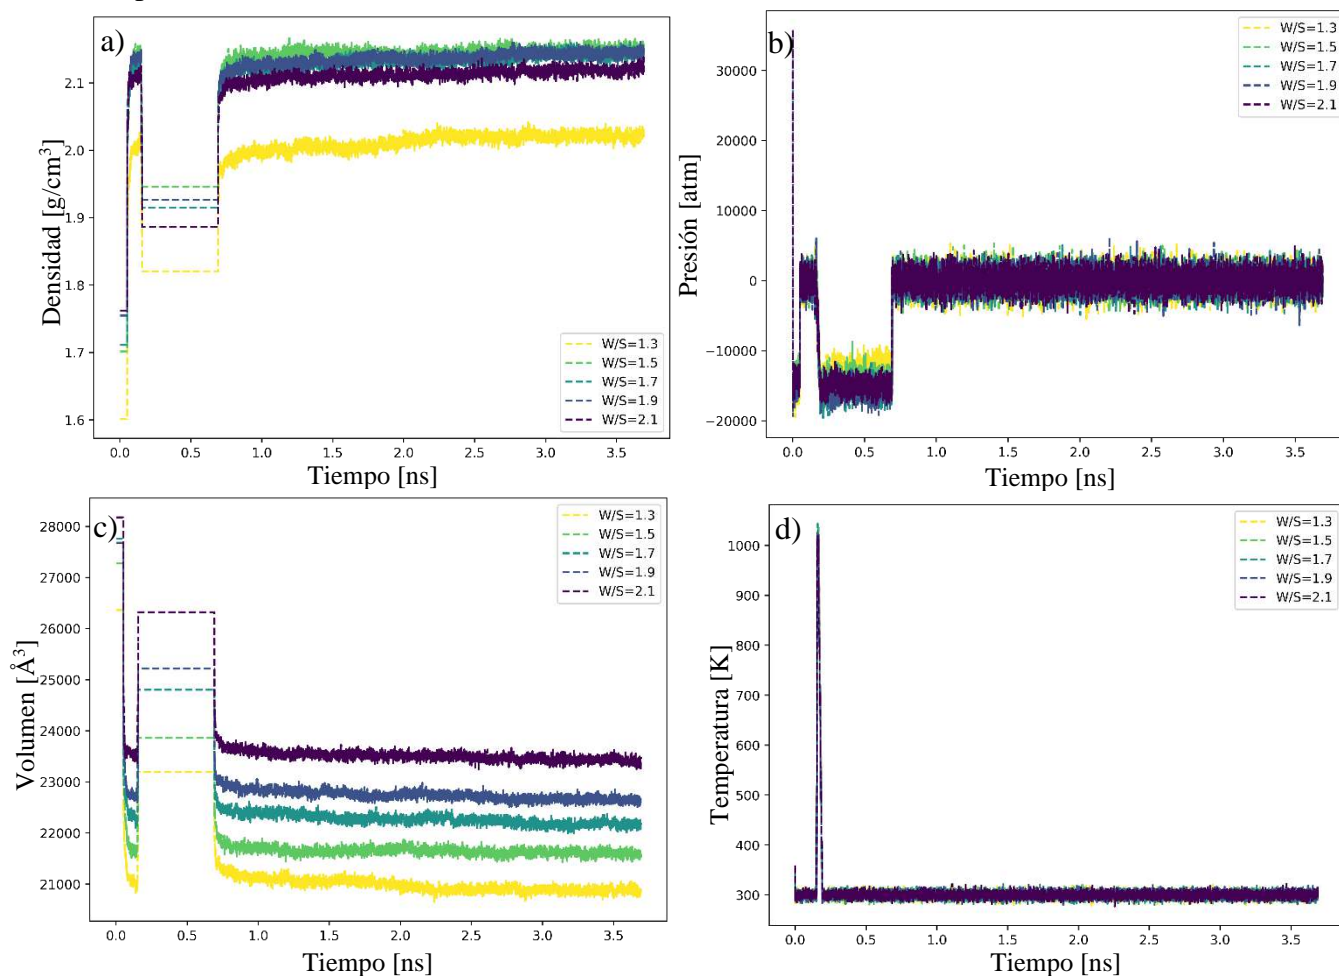 a)
Densidad [g/cm³]
2.1
2.0
1.9
1.8
1.7
1.6
W/S=1.3
W/S=1.5
W/S=1.7
W/S=1.9
W/S=2.1
0.0 0.5 1.0 1.5 2.0 2.5 3.0 3.5
Tiempo [ns]
b)
Presión [atm]
30000
20000
10000
0
−10000
−20000
W/S=1.3
W/S=1.5
W/S=1.7
W/S=1.9
W/S=2.1
0.0 0.5 1.0 1.5 2.0 2.5 3.0 3.5
Tiempo [ns]
c)
Volumen [Å³]
28000
27000
26000
25000
24000
23000
22000
21000
W/S=1.3
W/S=1.5
W/S=1.7
W/S=1.9
W/S=2.1
0.0 0.5 1.0 1.5 2.0 2.5 3.0 3.5
Tiempo [ns]
d)
Temperatura [K]
1000
900
800
700
600
500
400
300
W/S=1.3
W/S=1.5
W/S=1.7
W/S=1.9
W/S=2.1
0.0 0.5 1.0 1.5 2.0 2.5 3.0 3.5
Tiempo [ns]